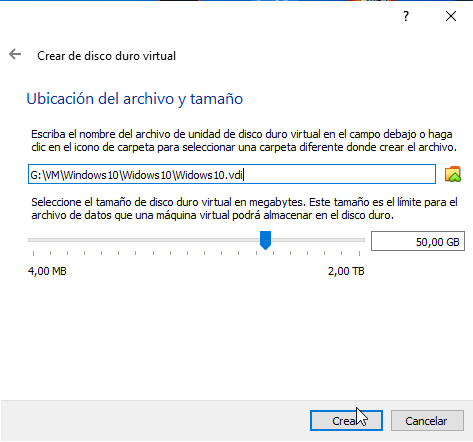 ?
Crear de disco duro virtual
Ubicación del archivo y tamaño
Escriba el nombre del archivo de unidad de disco duro virtual en el campo debajo o haga
clic en el icono de carpeta para seleccionar una carpeta diferente donde crear el archivo.
G:\VM\Windows10\Widows10\Widows10.vdi
Seleccione el tamaño de disco duro virtual en megabytes. Este tamaño es el límite para el
archivo de datos que una máquina virtual podrá almacenar en el disco duro.
50,00 GB
4,00 MB 2,00 TB
Crear Cancelar